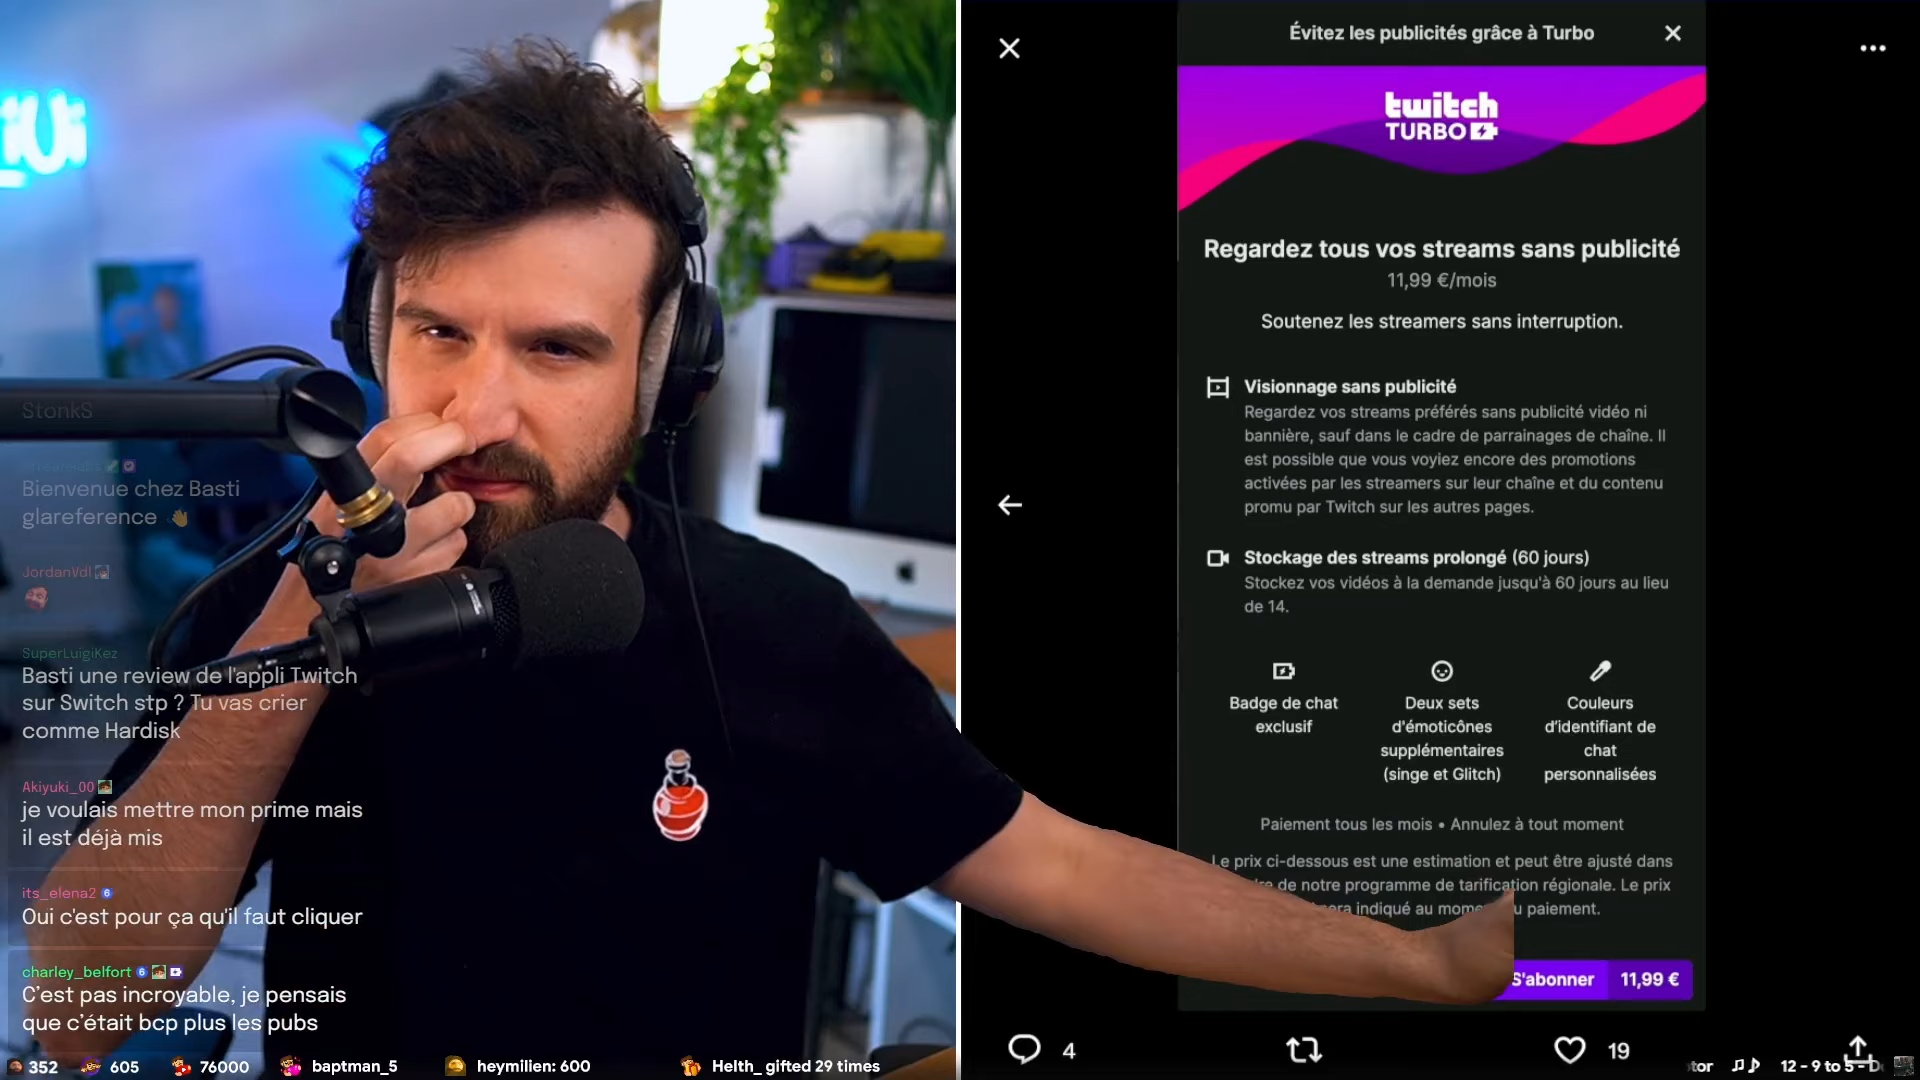 StonkS
Bienvenue chez Basti
glareference
JordanVdl
SuperLuigiKez
Basti une review de l'appli Twitch
sur Switch stp ? Tu vas crier
comme Hardisk
Akiyuki_00
je voulais mettre mon prime mais
il est déjà mis
its_elena2
Oui c'est pour ça qu'il faut cliquer
charley_belfort
C'est pas incroyable, je pensais
que c'était bcp plus les pubs
352 605 76000 baptman_5 heymilien: 600 Helth_ gifted 29 times
Évitez les publicités grâce à Turbo
twitch
TURBO
Regardez tous vos streams sans publicité
11,99 €/mois
Soutenez les streamers sans interruption.
Visionnage sans publicité
Regardez vos streams préférés sans publicité vidéo ni
bannière, sauf dans le cadre de parrainages de chaîne. Il
est possible que vous voyiez encore des promotions
activées par les streamers sur leur chaîne et du contenu
promu par Twitch sur les autres pages.
Stockage des streams prolongé (60 jours)
Stockez vos vidéos à la demande jusqu'à 60 jours au lieu
de 14.
Badge de chat
exclusif
Deux sets
d'émoticônes
supplémentaires
(singe et Glitch)
Couleurs
d'identifiant de
chat
personnalisées
Paiement tous les mois • Annulez à tout moment
Le prix ci-dessous est une estimation et peut être ajusté dans
de notre programme de tarification régionale. Le prix
indiqué au moment paiement.
S'abonner 11,99 €
4 19
tor 12 - 9 to 5 - D